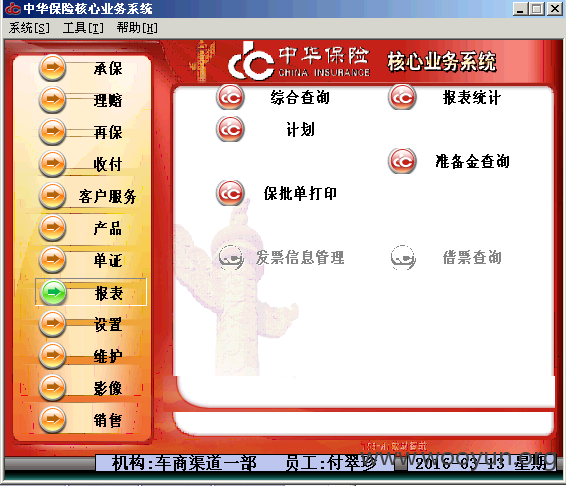 中华保险核心业务系统
系统[S] 工具[T] 帮助[H]
中华保险 核心业务系统
CHINA INSURANCE
承保
理赔
再保
收付
客户服务
产品
单证
报表
设置
维护
影像
销售
综合查询 报表统计
计划
准备金查询
保批单打印
发票信息管理 借票查询
机构:车商渠道一部 员工:付翠珍 2016-03-13 星期
www.wooyun.org